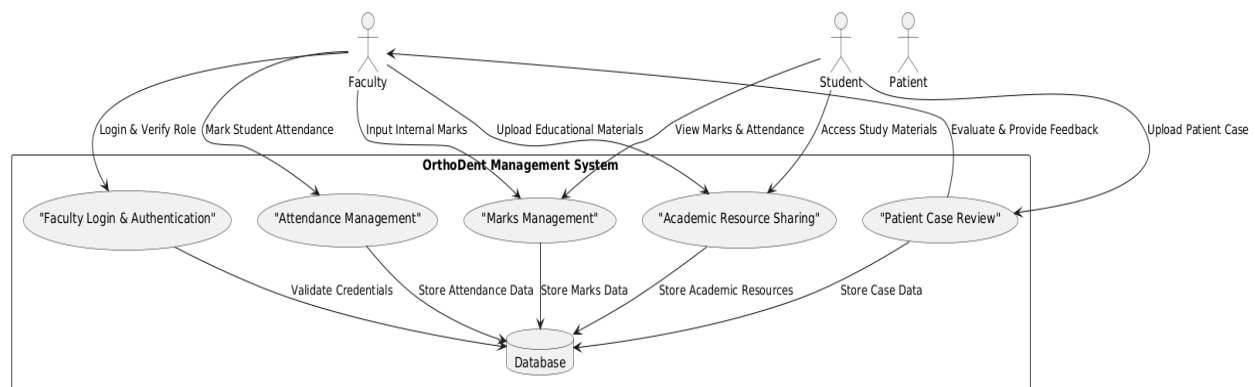 Faculty
Student
Patient
Login & Verify Role
Mark Student Attendance
Input Internal Marks
Upload Educational Materials
View Marks & Attendance
Access Study Materials
Evaluate & Provide Feedback
Upload Patient Case
OrthoDent Management System
"Faculty Login & Authentication"
"Attendance Management"
"Marks Management"
"Academic Resource Sharing"
"Patient Case Review"
Validate Credentials
Store Attendance Data
Store Marks Data
Store Academic Resources
Store Case Data
Database